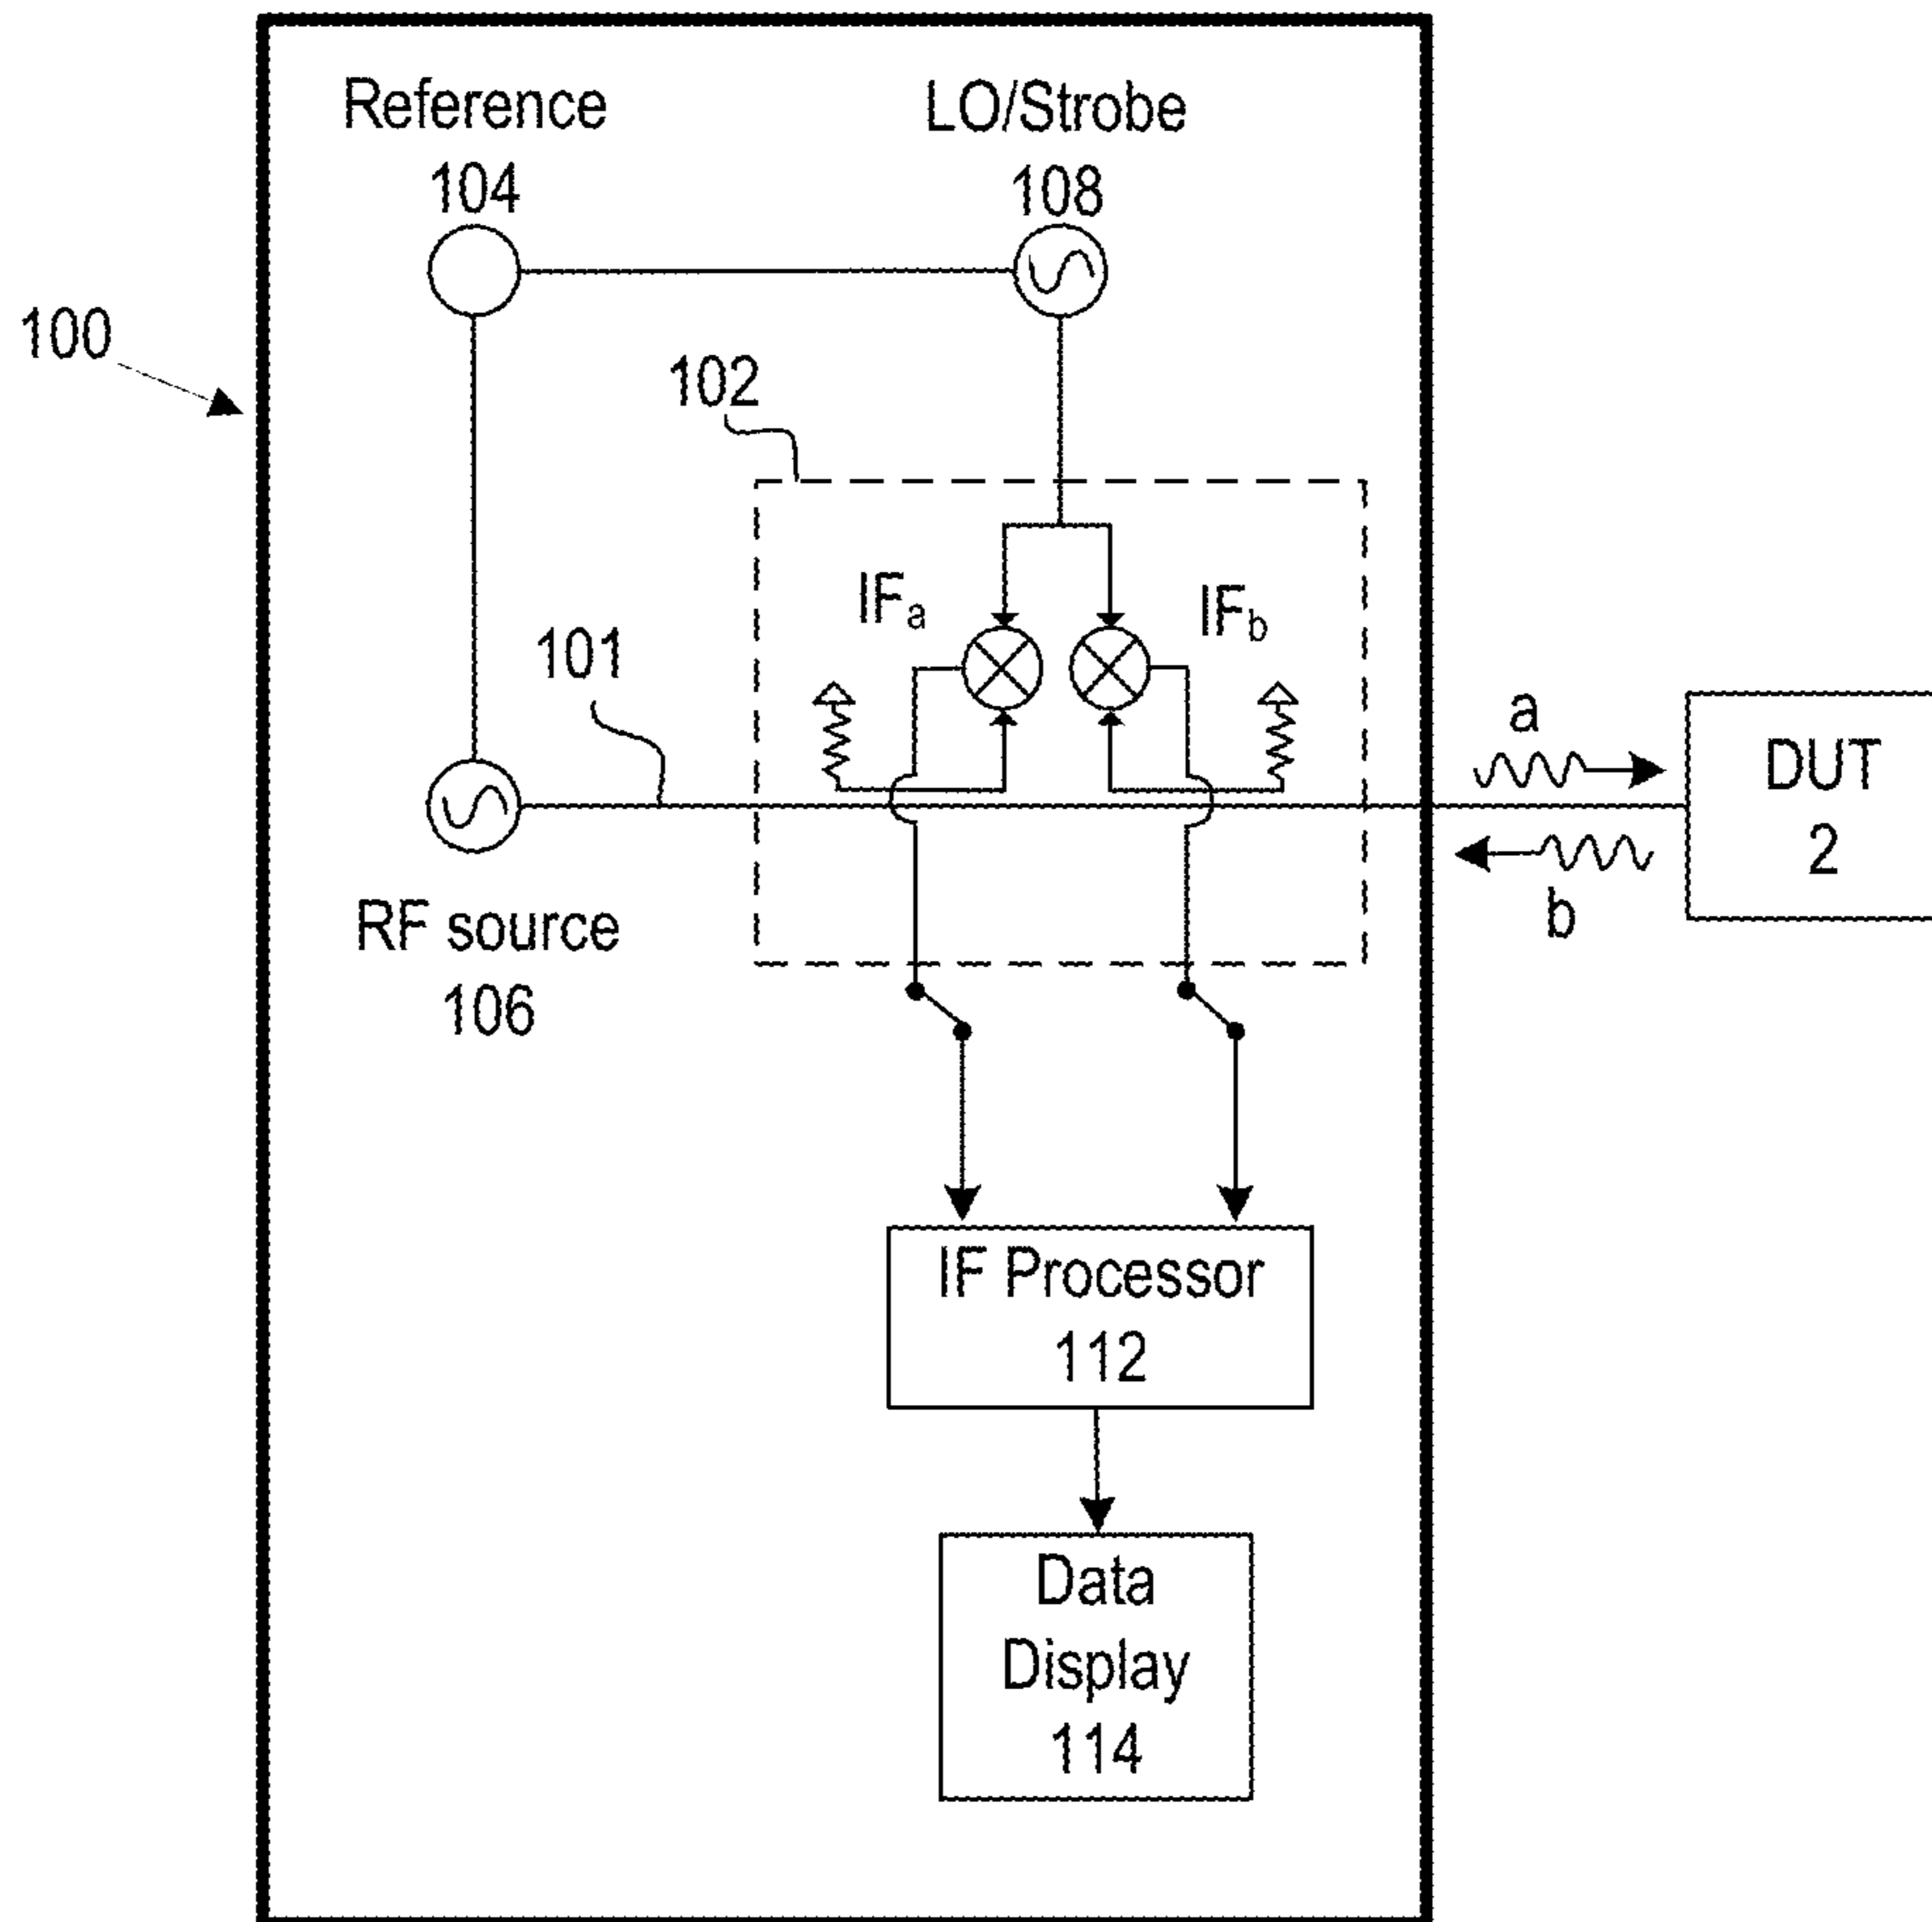 Reference
104
LO/Strobe
108
100
102
IFa
IFb
101
a
DUT
2
b
RF source
106
IF Processor
112
Data
Display
114